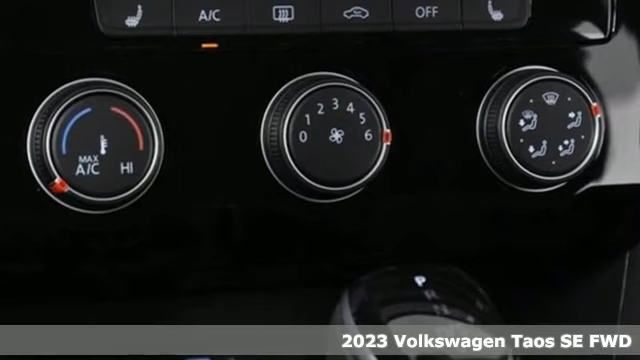 A/C OFF
0 1 2 3 4 5 6
MAX
A/C HI
P
2023 Volkswagen Taos SE FWD